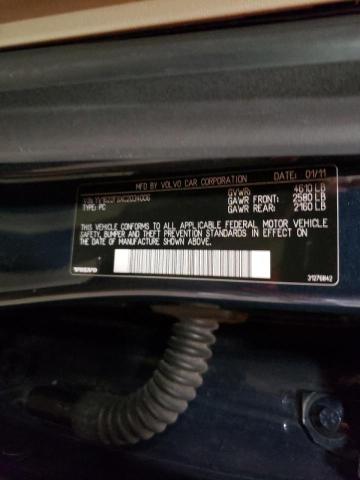 MFD BY VOLVO CAR CORPORATION
DATE: 01/11
GVWR: 4610 LB
GAWR FRONT: 2580 LB
TYPE: PC GAWR REAR: 2160 LB
THIS VEHICLE CONFORMS TO ALL APPLICABLE FEDERAL MOTOR VEHICLE
SAFETY, BUMPER AND THEFT PREVENTION STANDARDS IN EFFECT ON
THE DATE OF MANUFACTURE SHOWN ABOVE.
VOLVO 31276842